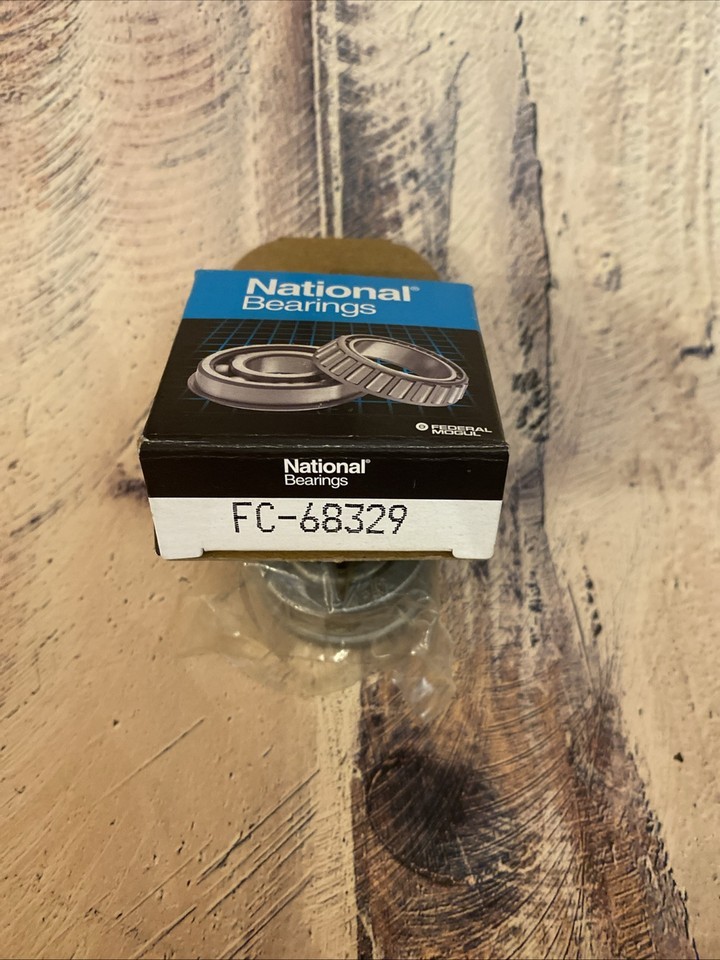 National®
Bearings
FEDERAL
MOGUL
National®
Bearings
FC-68329